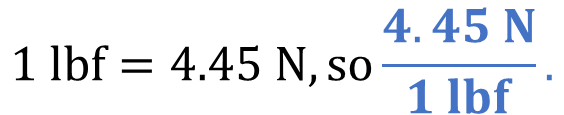 1 lbf = 4.45 N, so 4.45 N / 1 lbf .